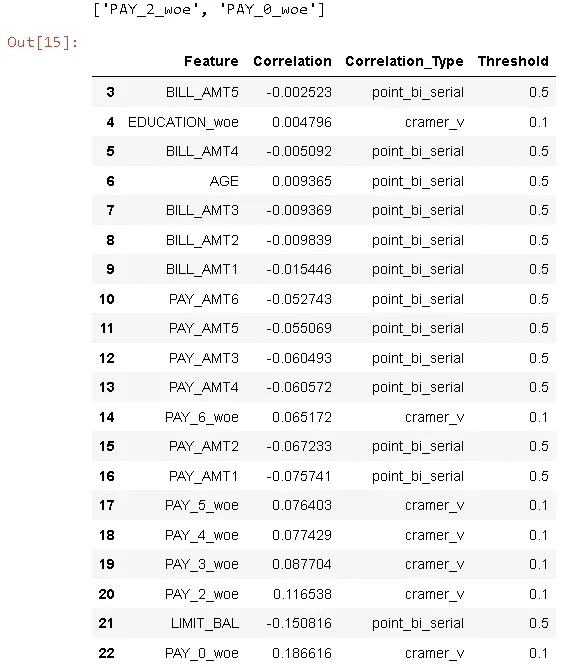 ['PAY_2_woe', 'PAY_0_woe']
Out[15]:
Feature Correlation Correlation_Type Threshold
3 BILL_AMT5 -0.002523 point_bi_serial 0.5
4 EDUCATION_woe 0.004796 cramer_v 0.1
5 BILL_AMT4 -0.005092 point_bi_serial 0.5
6 AGE 0.009365 point_bi_serial 0.5
7 BILL_AMT3 -0.009369 point_bi_serial 0.5
8 BILL_AMT2 -0.009839 point_bi_serial 0.5
9 BILL_AMT1 -0.015446 point_bi_serial 0.5
10 PAY_AMT6 -0.052743 point_bi_serial 0.5
11 PAY_AMT5 -0.055069 point_bi_serial 0.5
12 PAY_AMT3 -0.060493 point_bi_serial 0.5
13 PAY_AMT4 -0.060572 point_bi_serial 0.5
14 PAY_6_woe 0.065172 cramer_v 0.1
15 PAY_AMT2 -0.067233 point_bi_serial 0.5
16 PAY_AMT1 -0.075741 point_bi_serial 0.5
17 PAY_5_woe 0.076403 cramer_v 0.1
18 PAY_4_woe 0.077429 cramer_v 0.1
19 PAY_3_woe 0.087704 cramer_v 0.1
20 PAY_2_woe 0.116538 cramer_v 0.1
21 LIMIT_BAL -0.150816 point_bi_serial 0.5
22 PAY_0_woe 0.186616 cramer_v 0.1